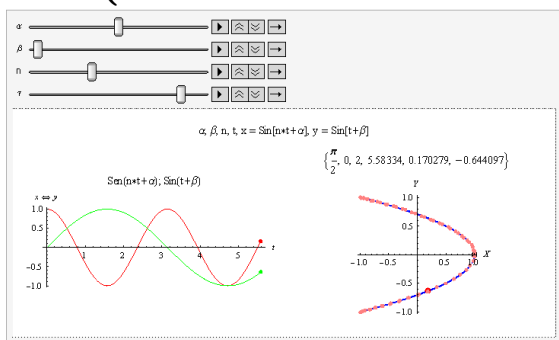 α
β
n
τ
α, β, n, t, x = Sin[n*t+α], y = Sin[t+β]
{π/2, 0, 2, 5.58334, 0.170279, −0.644097}
Sen(n*t+α); Sin(t+β)
x ⇔ y
1.0
0.5
1 2 3 4 5 t
−0.5
−1.0
Y
1.0
0.5
−1.0 −0.5 0.5 1.0 X
−0.5
−1.0